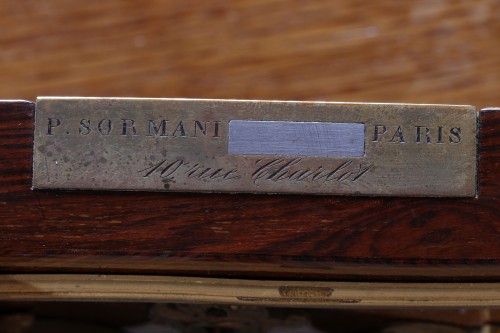 P. SORMANI PARIS
10 rue Charlot